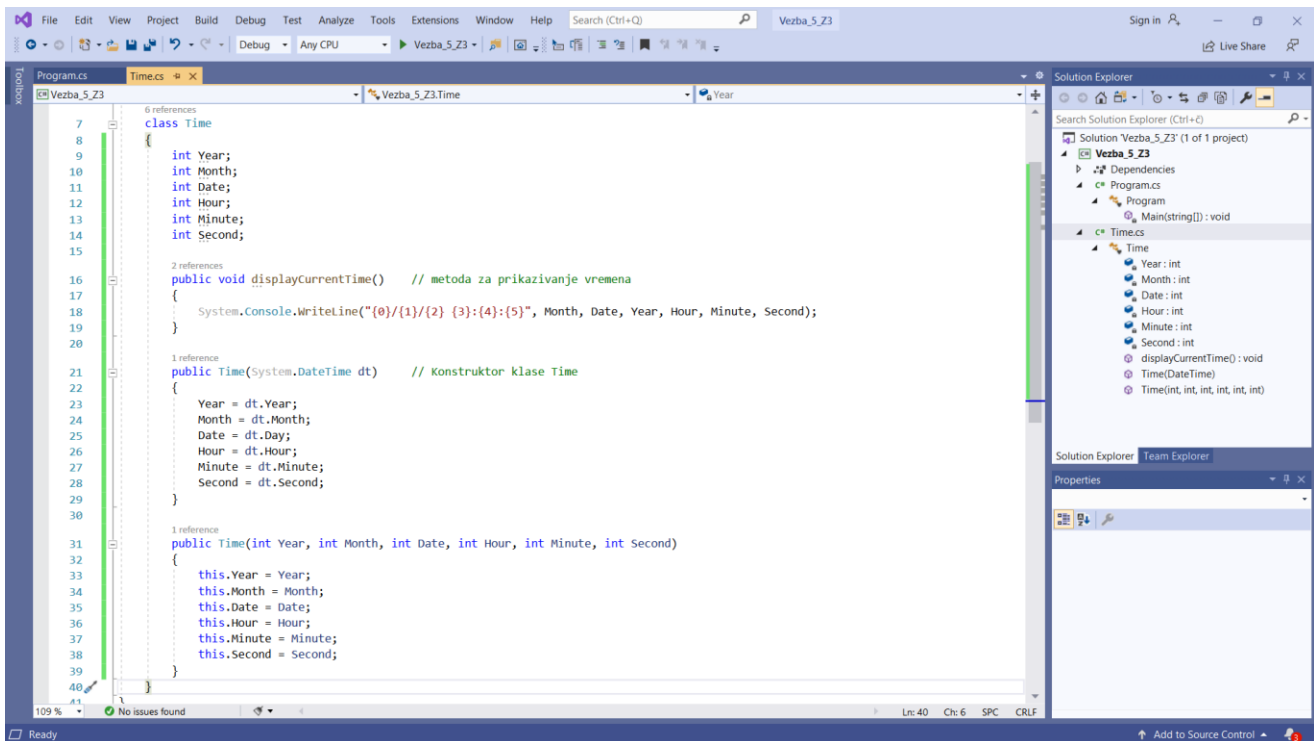 File Edit View Project Build Debug Test Analyze Tools Extensions Window Help Search (Ctrl+Q) Vezba_5_Z3 Sign in
Debug Any CPU Vezba_5_Z3 Live Share
Toolbox
Program.cs Time.cs
Vezba_5_Z3 Vezba_5_Z3.Time Year
6 references
7 class Time
8 {
9 int Year;
10 int Month;
11 int Date;
12 int Hour;
13 int Minute;
14 int Second;
15
2 references
16 public void displayCurrentTime() // metoda za prikazivanje vremena
17 {
18 System.Console.WriteLine("{0}/{1}/{2} {3}:{4}:{5}", Month, Date, Year, Hour, Minute, Second);
19 }
20
1 reference
21 public Time(System.DateTime dt) // Konstruktor klase Time
22 {
23 Year = dt.Year;
24 Month = dt.Month;
25 Date = dt.Day;
26 Hour = dt.Hour;
27 Minute = dt.Minute;
28 Second = dt.Second;
29 }
30
1 reference
31 public Time(int Year, int Month, int Date, int Hour, int Minute, int Second)
32 {
33 this.Year = Year;
34 this.Month = Month;
35 this.Date = Date;
36 this.Hour = Hour;
37 this.Minute = Minute;
38 this.Second = Second;
39 }
40 }
41 }
109 % No issues found Ln: 40 Ch: 6 SPC CRLF
Solution Explorer
Search Solution Explorer (Ctrl+č)
Solution 'Vezba_5_Z3' (1 of 1 project)
Vezba_5_Z3
Dependencies
C# Program.cs
Program
Main(string[]) : void
C# Time.cs
Time
Year : int
Month : int
Date : int
Hour : int
Minute : int
Second : int
displayCurrentTime() : void
Time(DateTime)
Time(int, int, int, int, int, int)
Solution Explorer Team Explorer
Properties
Ready Add to Source Control 3